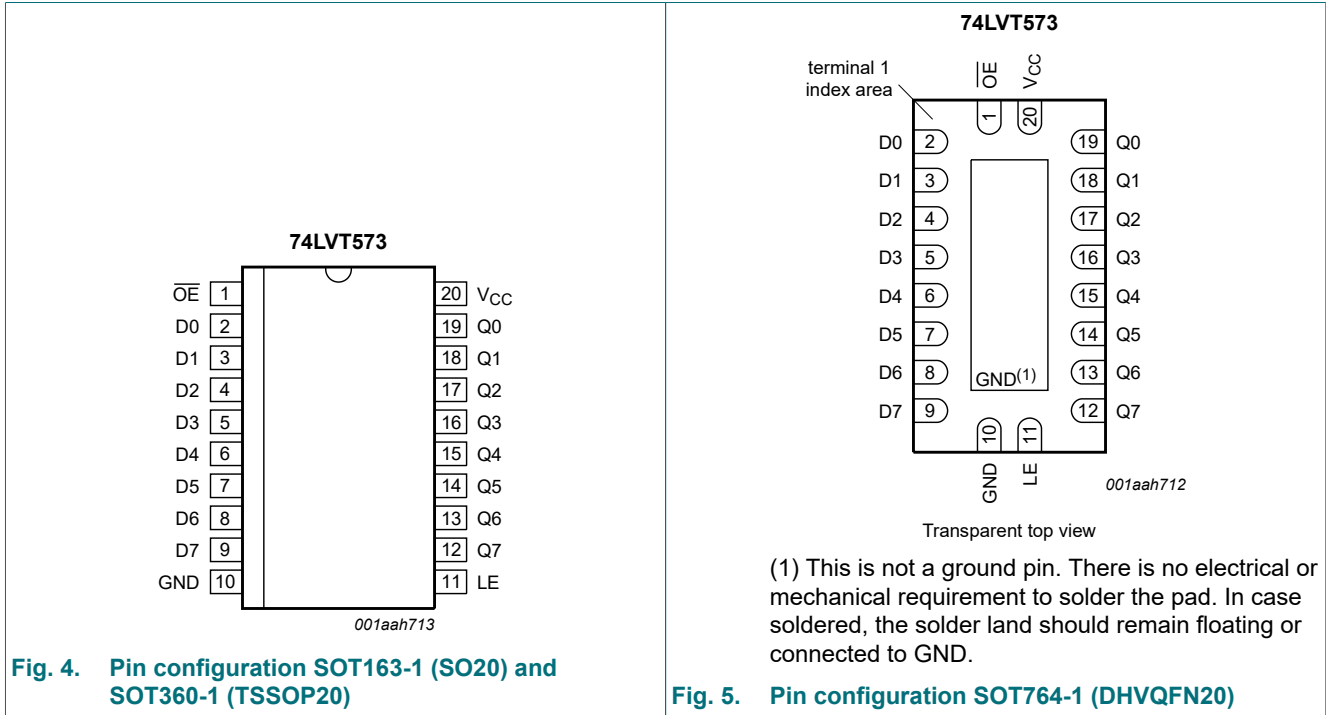 74LVT573
OE 1
D0 2
D1 3
D2 4
D3 5
D4 6
D5 7
D6 8
D7 9
GND 10
20 VCC
19 Q0
18 Q1
17 Q2
16 Q3
15 Q4
14 Q5
13 Q6
12 Q7
11 LE
001aah713
Fig. 4. Pin configuration SOT163-1 (SO20) and
SOT360-1 (TSSOP20)
74LVT573
terminal 1
index area
OE
VCC
1
20
D0 2
D1 3
D2 4
D3 5
D4 6
D5 7
D6 8
D7 9
19 Q0
18 Q1
17 Q2
16 Q3
15 Q4
14 Q5
13 Q6
12 Q7
GND(1)
10
11
GND
LE
001aah712
Transparent top view
(1) This is not a ground pin. There is no electrical or
mechanical requirement to solder the pad. In case
soldered, the solder land should remain floating or
connected to GND.
Fig. 5. Pin configuration SOT764-1 (DHVQFN20)